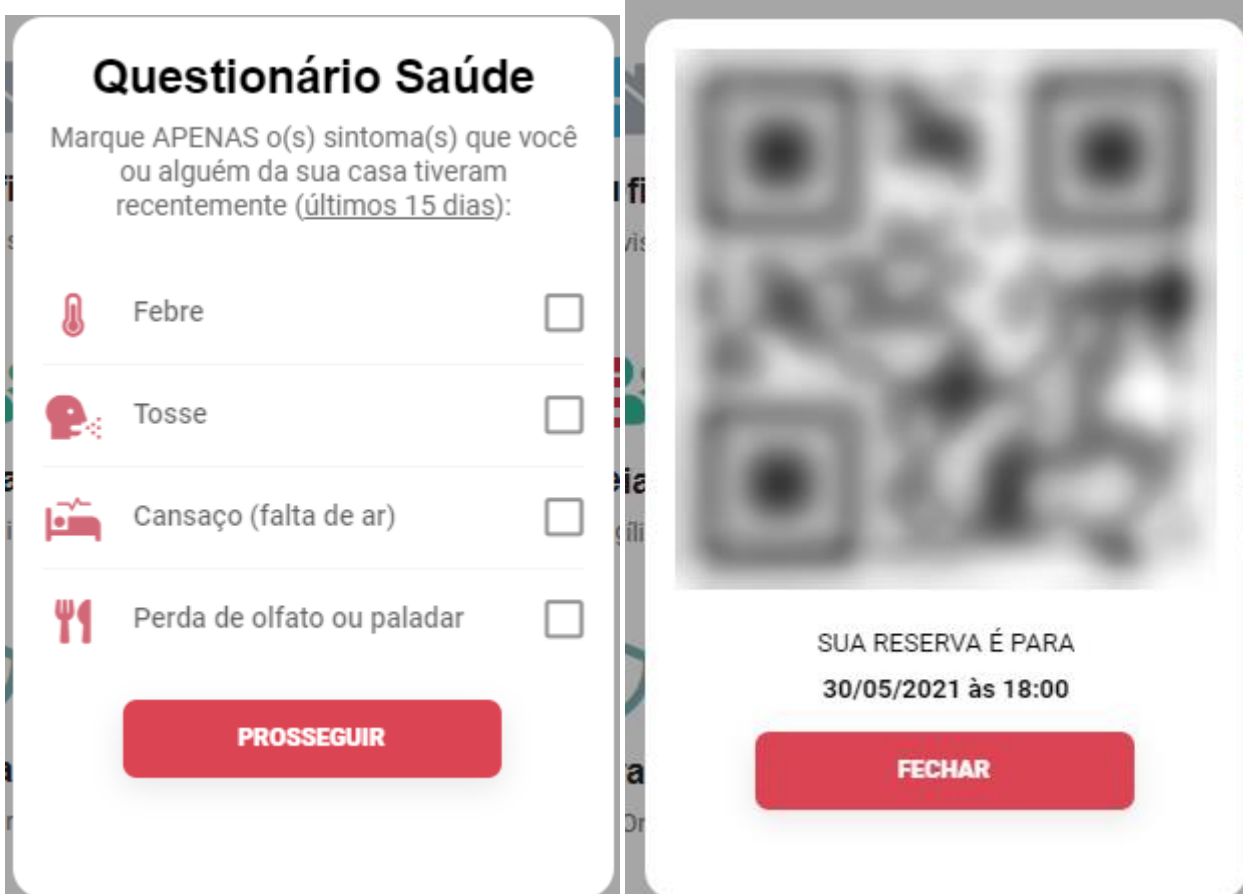 Questionário Saúde
Marque APENAS o(s) sintoma(s) que você
ou alguém da sua casa tiveram
recentemente (últimos 15 dias):
Febre
Tosse
Cansaço (falta de ar)
Perda de olfato ou paladar
PROSSEGUIR
SUA RESERVA É PARA
30/05/2021 às 18:00
FECHAR